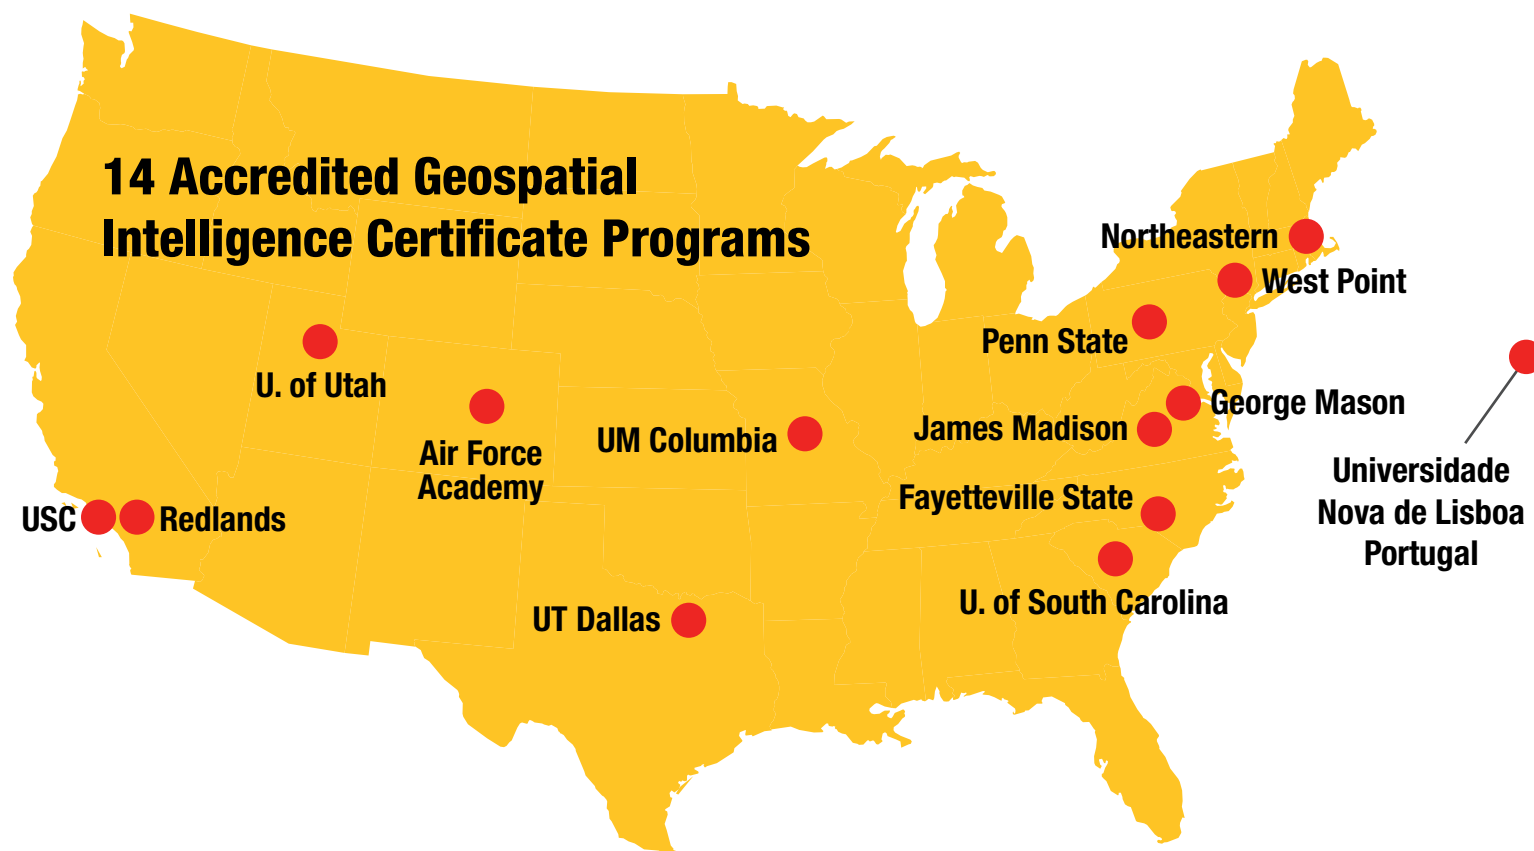 14 Accredited Geospatial
Intelligence Certificate Programs
Northeastern
West Point
Penn State
U. of Utah
George Mason
James Madison
UM Columbia
Air Force
Academy
Universidade
Nova de Lisboa
Portugal
Fayetteville State
USC
Redlands
U. of South Carolina
UT Dallas